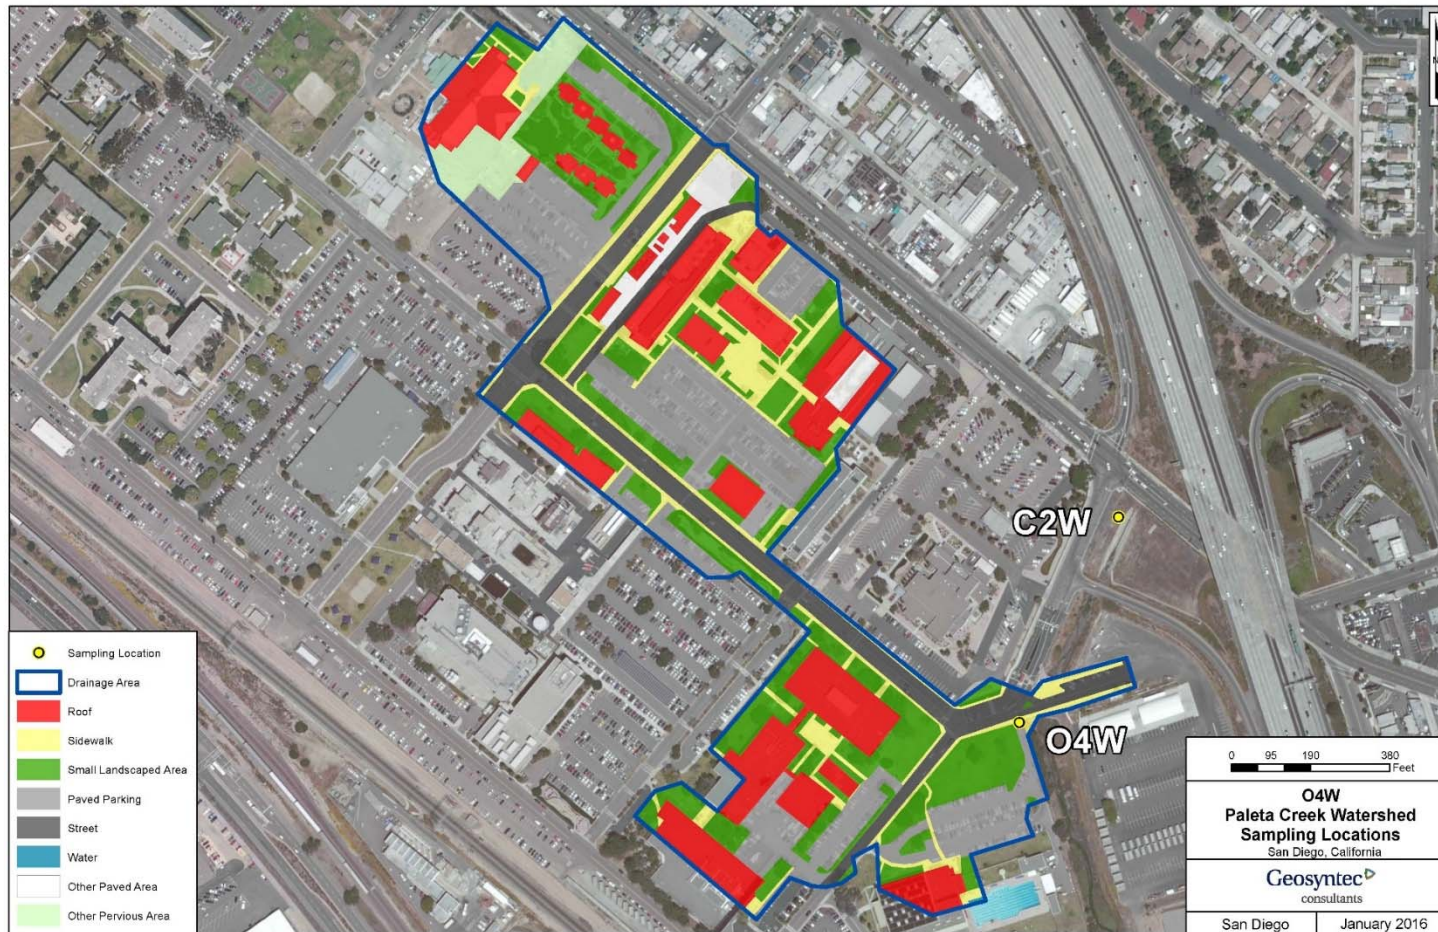 N
C2W
O4W
Sampling Location
Drainage Area
Roof
Sidewalk
Small Landscaped Area
Paved Parking
Street
Water
Other Paved Area
Other Pervious Area
0 95 190 380
Feet
O4W
Paleta Creek Watershed
Sampling Locations
San Diego, California
Geosyntec
consultants
San Diego January 2016